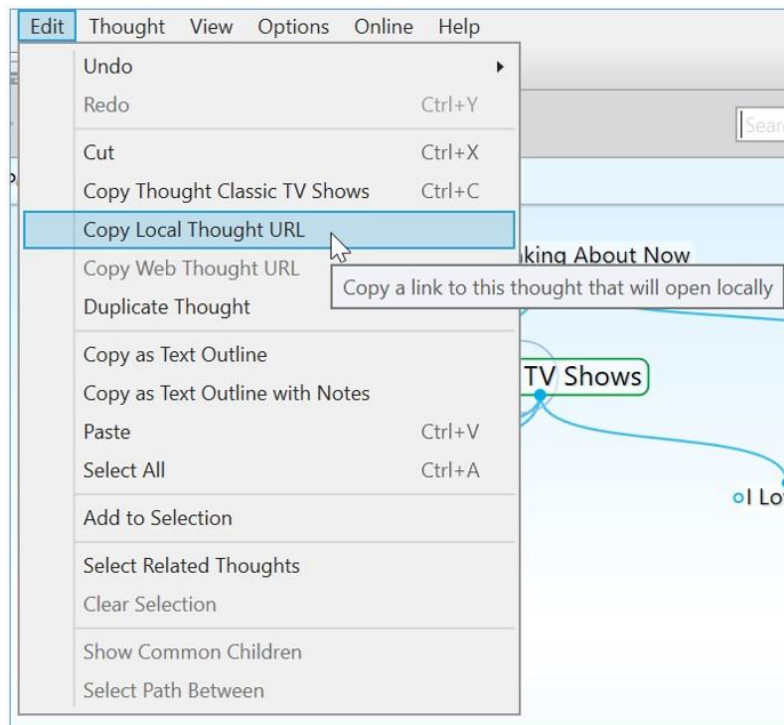 Edit Thought View Options Online Help
Undo
Redo Ctrl+Y
Cut Ctrl+X
Copy Thought Classic TV Shows Ctrl+C
Copy Local Thought URL
Copy Web Thought URL
Duplicate Thought
Copy as Text Outline
Copy as Text Outline with Notes
Paste Ctrl+V
Select All Ctrl+A
Add to Selection
Select Related Thoughts
Clear Selection
Show Common Children
Select Path Between
About Now
Copy a link to this thought that will open locally
TV Shows
I